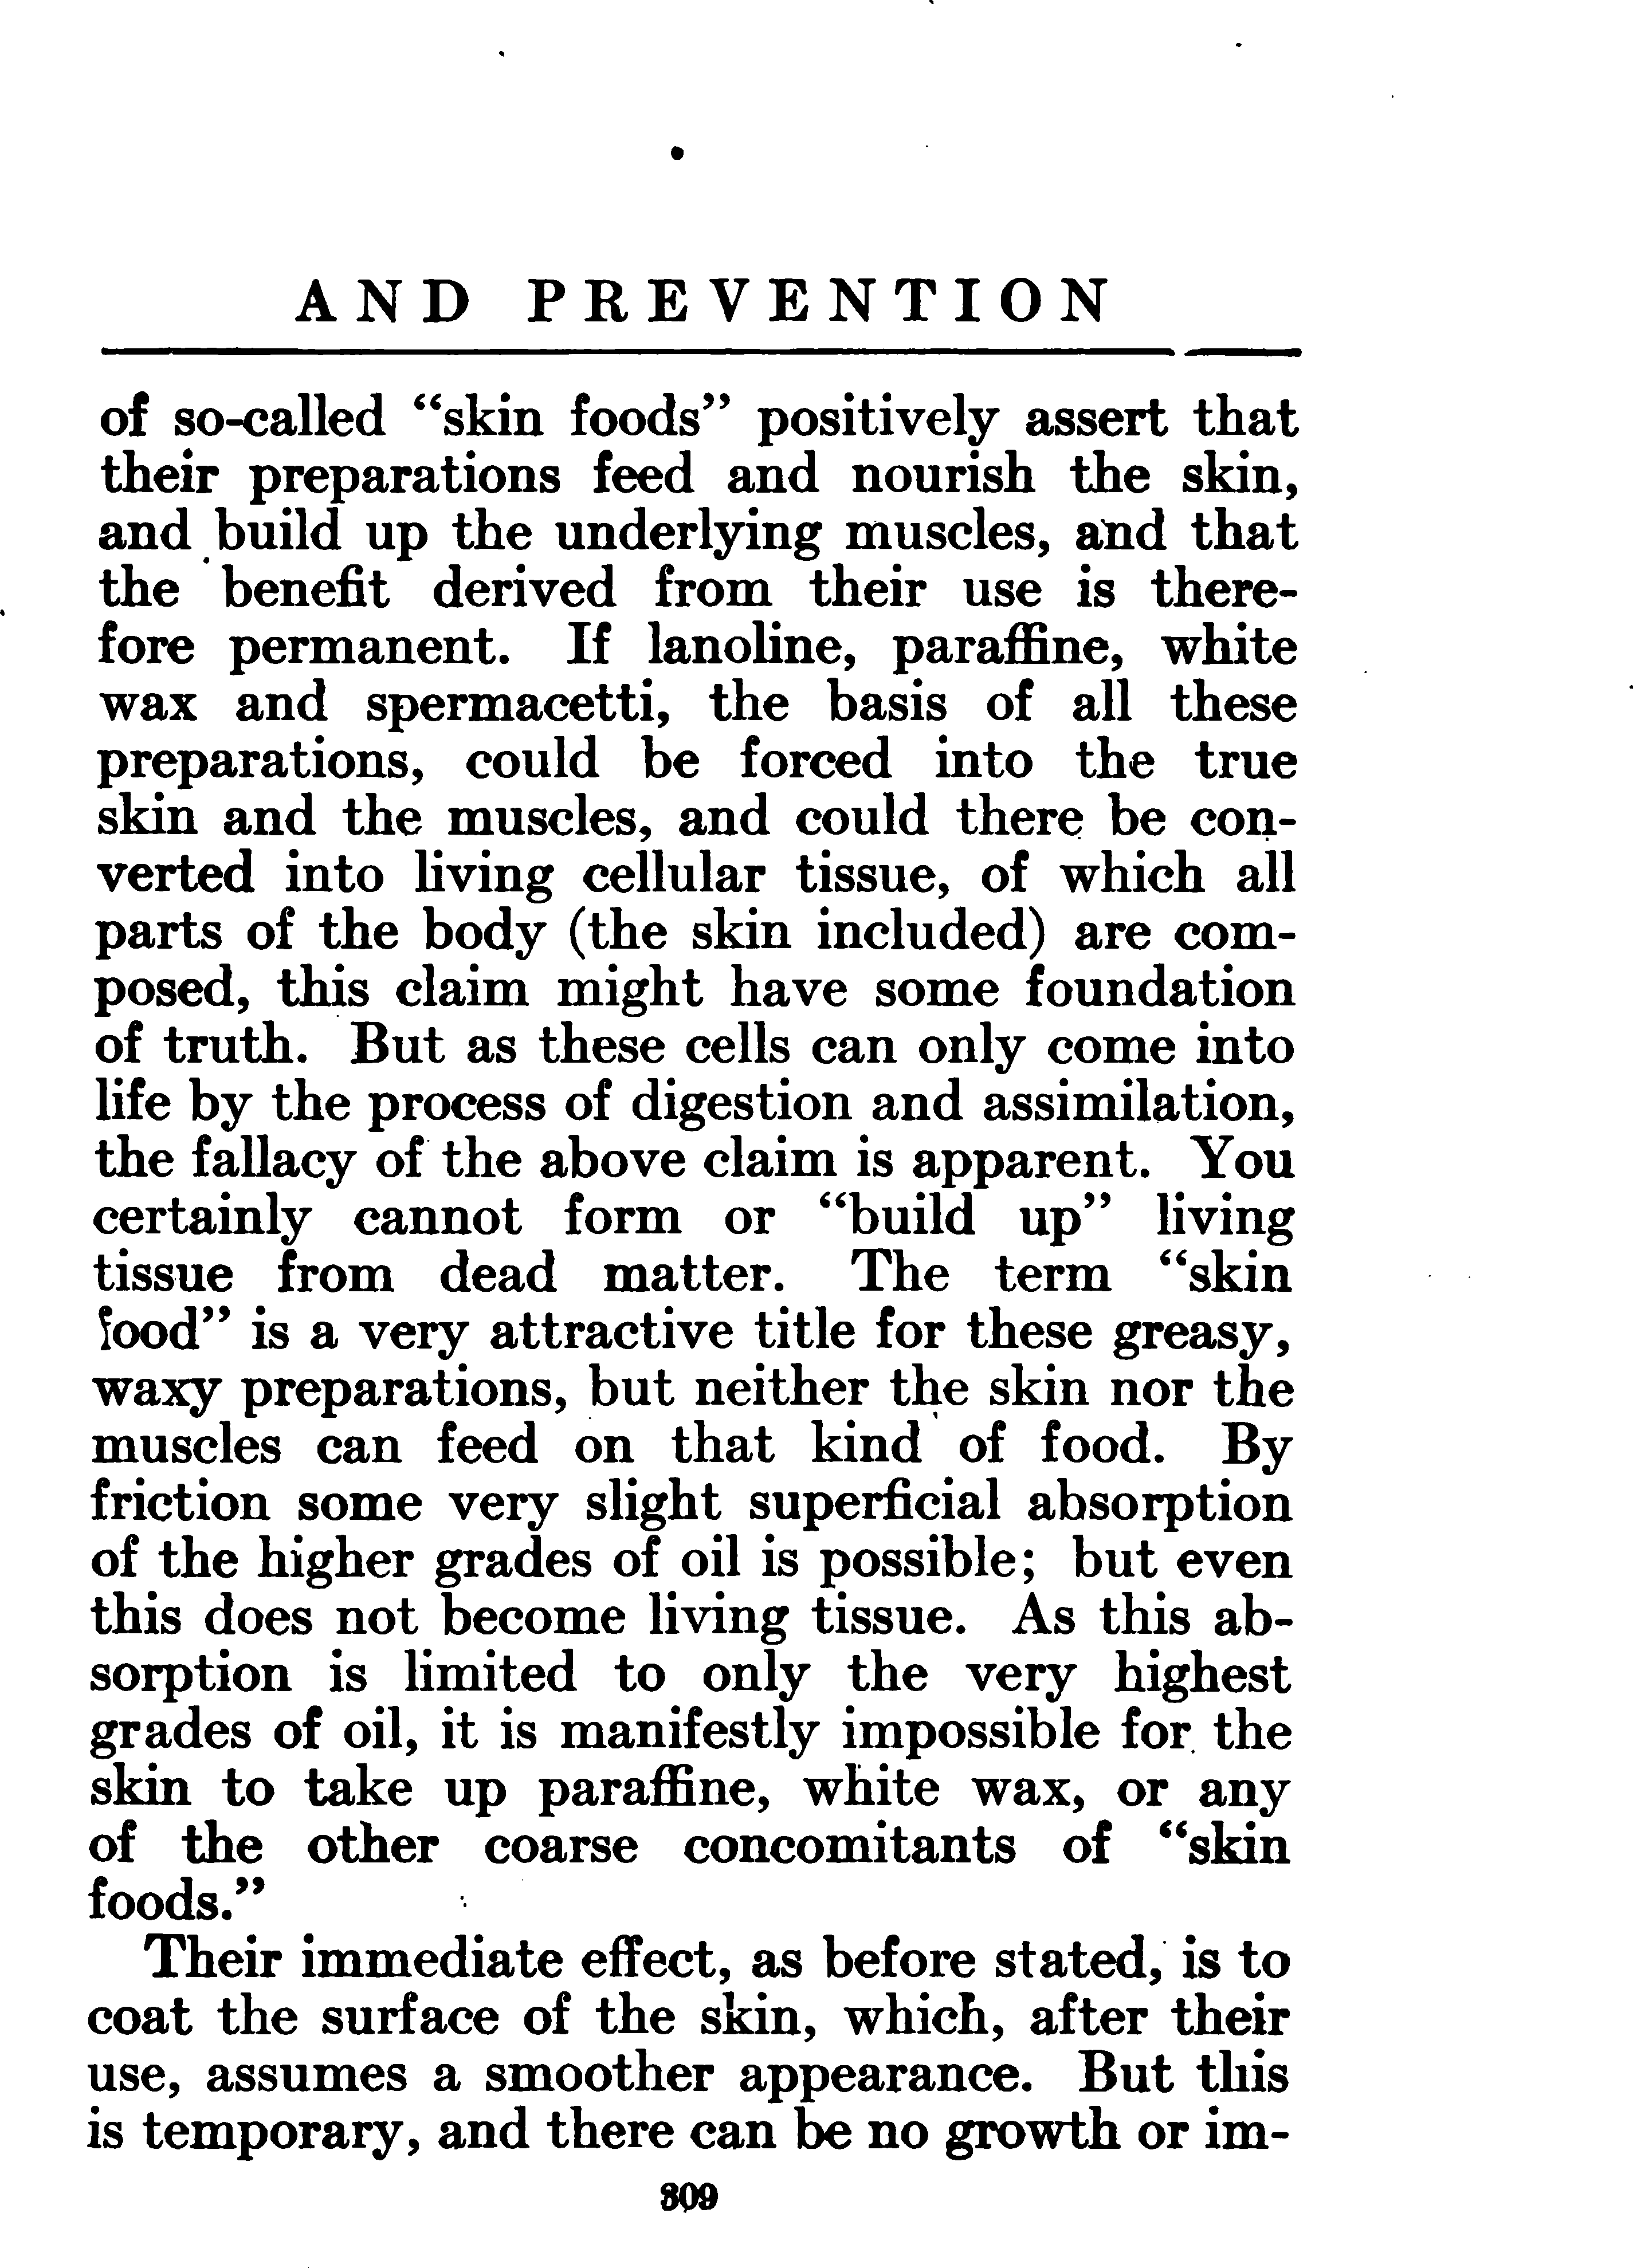 AND PREVENTION
of so-called “skin foods” positively assert that
their preparations feed and nourish the skin,
and build up the underlying muscles, and that
the benefit derived from their use is there-
fore permanent. If lanoline, paraffine, white
wax and spermacetti, the basis of all these
preparations, could be forced into the true
skin and the muscles, and could there be con-
verted into living cellular tissue, of which all
parts of the body (the skin included) are com-
posed, this claim might have some foundation
of truth. But as these cells can only come into
life by the process of digestion and assimilation,
the fallacy of the above claim is apparent. You
certainly cannot form or “build up” living
tissue from dead matter. The term “skin
food” is a very attractive title for these greasy,
waxy preparations, but neither the skin nor the
muscles can feed on that kind of food. By
friction some very slight superficial absorption
of the higher grades of oil is possible; but even
this does not become living tissue. As this ab-
sorption is limited to only the very highest
grades of oil, it is manifestly impossible for the
skin to take up paraffine, white wax, or any
of the other coarse concomitants of “skin
foods.”
Their immediate effect, as before stated, is to
coat the surface of the skin, which, after their
use, assumes a smoother appearance. But this
is temporary, and there can be no growth or im-
309